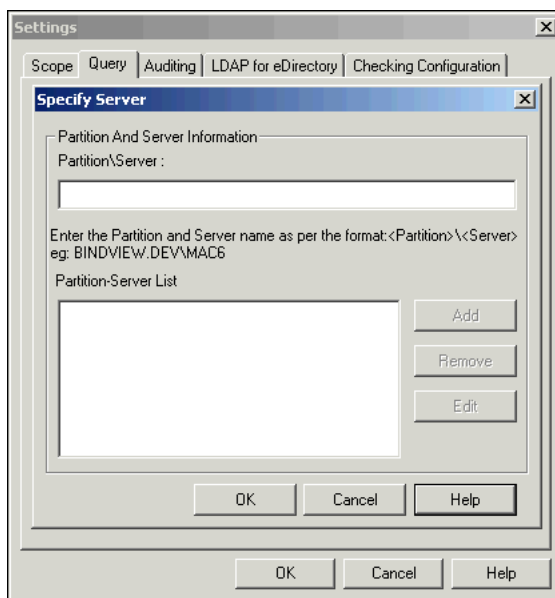 Settings
Scope Query Auditing LDAP for eDirectory Checking Configuration
Specify Server
Partition And Server Information
Partition\Server :
Enter the Partition and Server name as per the format:<Partition>\<Server>
eg: BINDVIEW.DEV\MAC6
Partition-Server List
Add
Remove
Edit
OK Cancel Help
OK Cancel Help